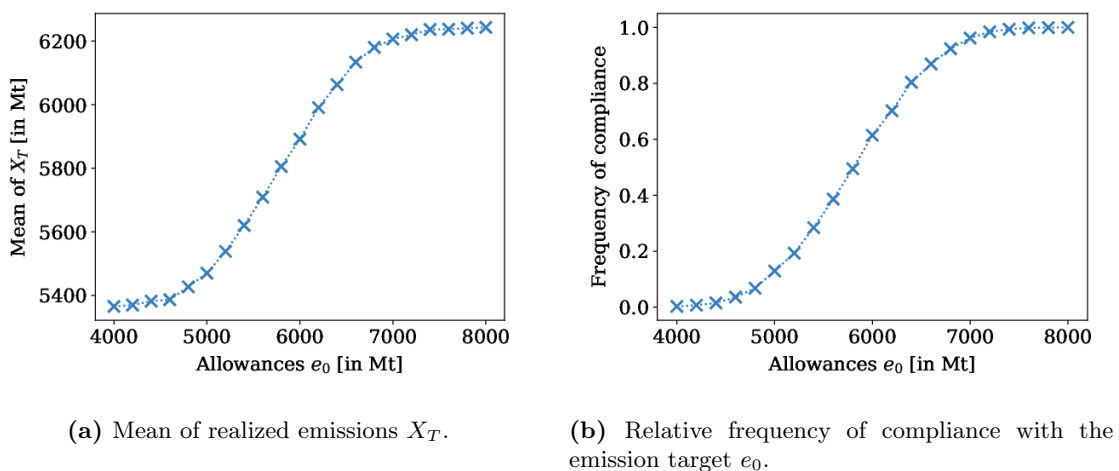 6200
6000
5800
5600
5400
Mean of X_T [in Mt]
4000 5000 6000 7000 8000
Allowances e_0 [in Mt]
1.0
0.8
0.6
0.4
0.2
0.0
Frequency of compliance
4000 5000 6000 7000 8000
Allowances e_0 [in Mt]
(a) Mean of realized emissions X_T.
(b) Relative frequency of compliance with the
emission target e_0.